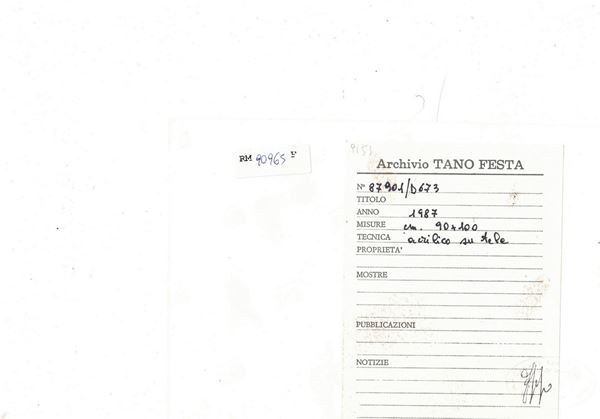 9151
Archivio TANO FESTA
RM 90965 F
N° 87901/D673
TITOLO
ANNO 1987
MISURE cm. 90x100
TECNICA acrilico su tela
PROPRIETA'
MOSTRE
PUBBLICAZIONI
NOTIZIE